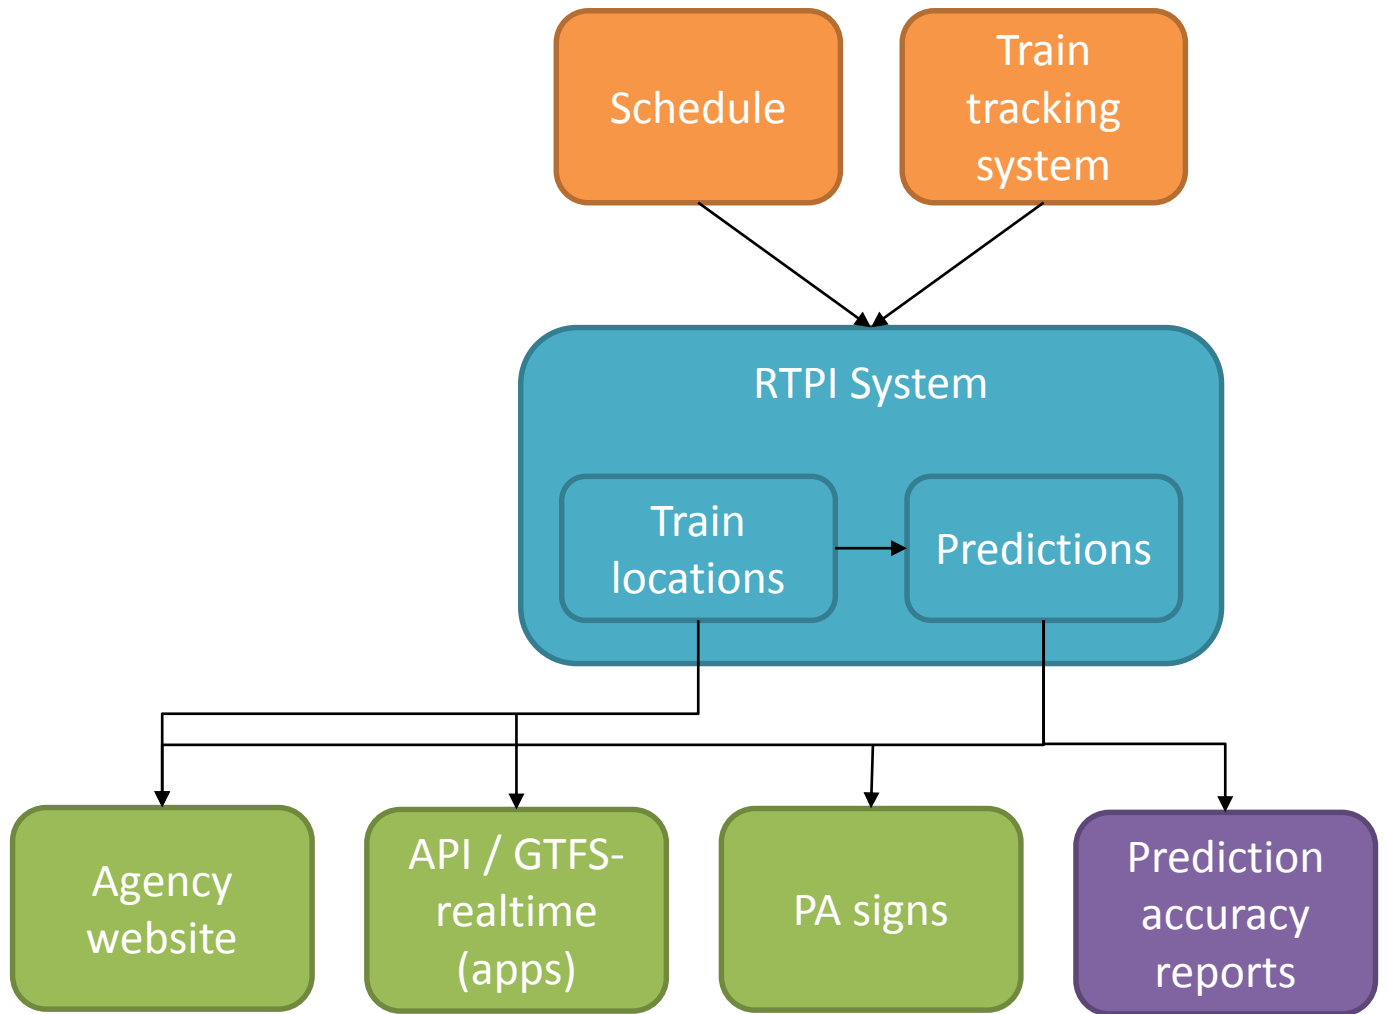 Schedule
Train
tracking
system
RTPI System
Train
locations
Predictions
Agency
website
API / GTFS-
realtime
(apps)
PA signs
Prediction
accuracy
reports